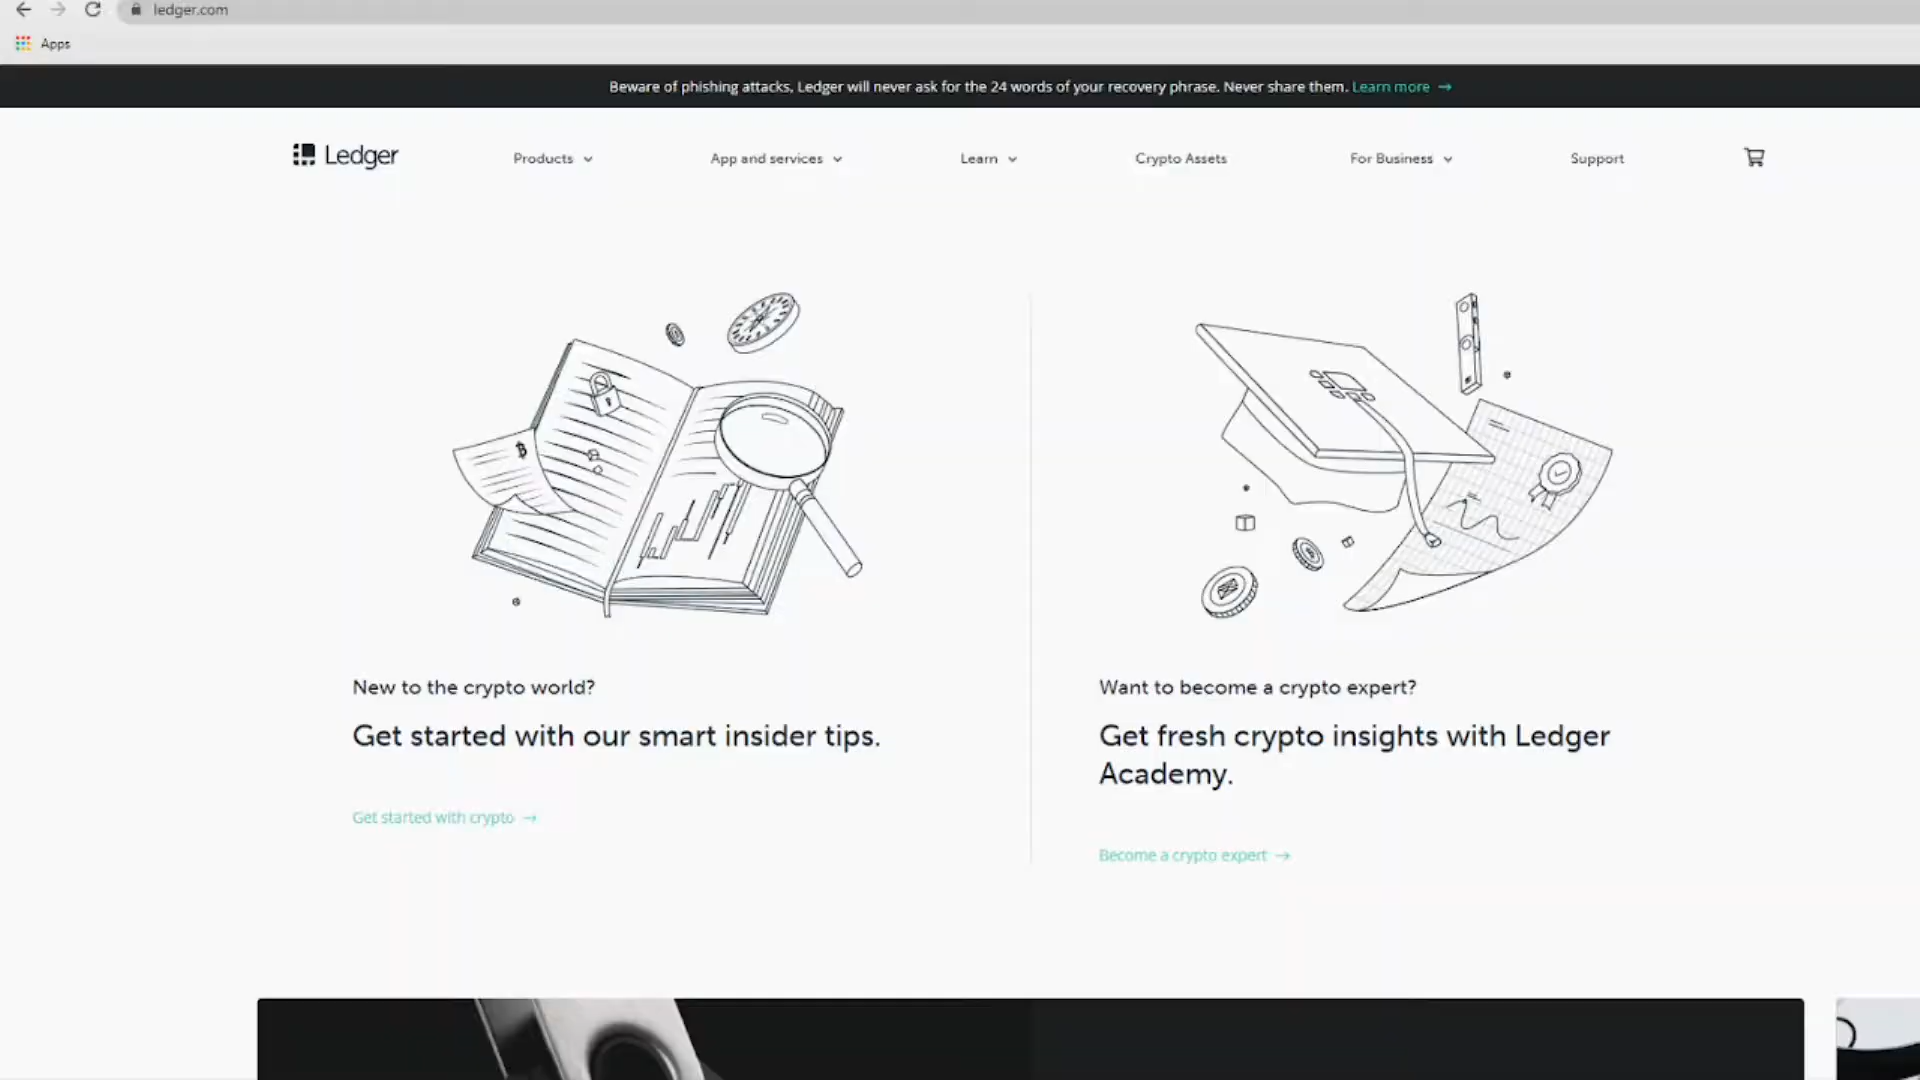 ledger.com
Apps
Beware of phishing attacks, Ledger will never ask for the 24 words of your recovery phrase. Never share them. Learn more →
Ledger
Products
App and services
Learn
Crypto Assets
For Business
Support
New to the crypto world?
Get started with our smart insider tips.
Get started with crypto →
Want to become a crypto expert?
Get fresh crypto insights with Ledger
Academy.
Become a crypto expert →